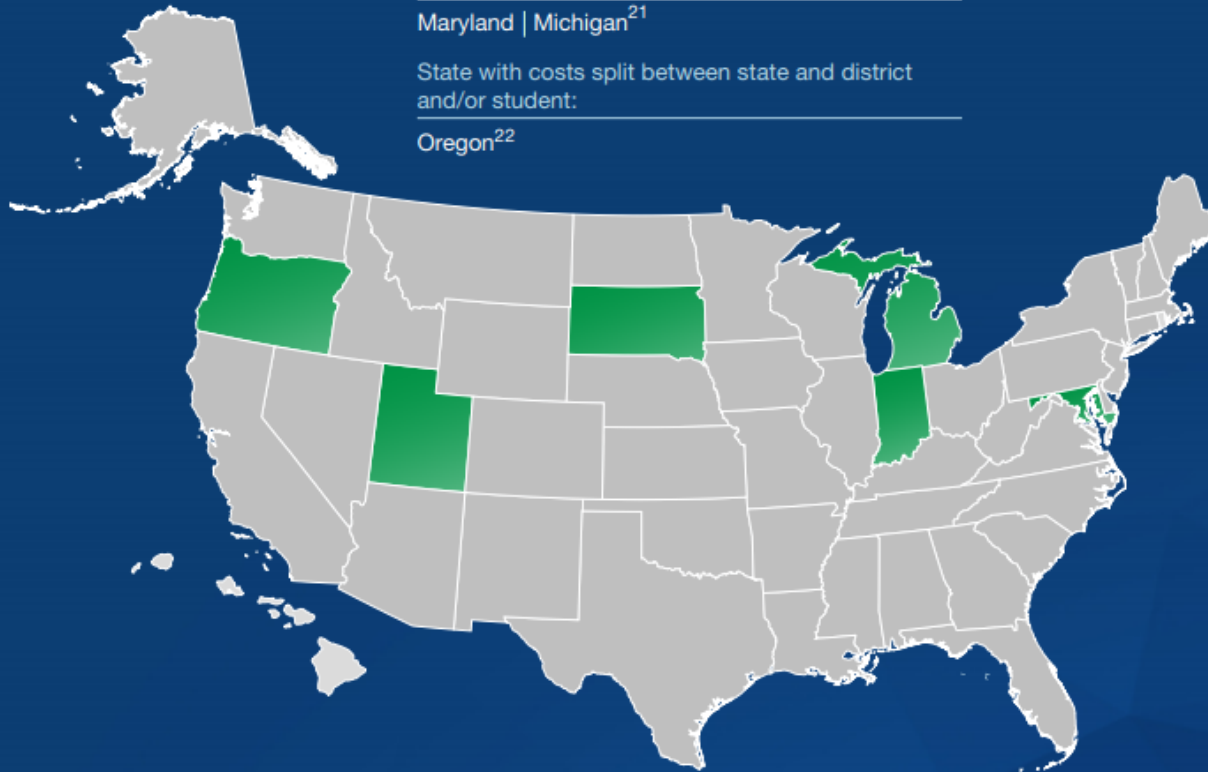 Maryland | Michigan21
State with costs split between state and district
and/or student:
Oregon22